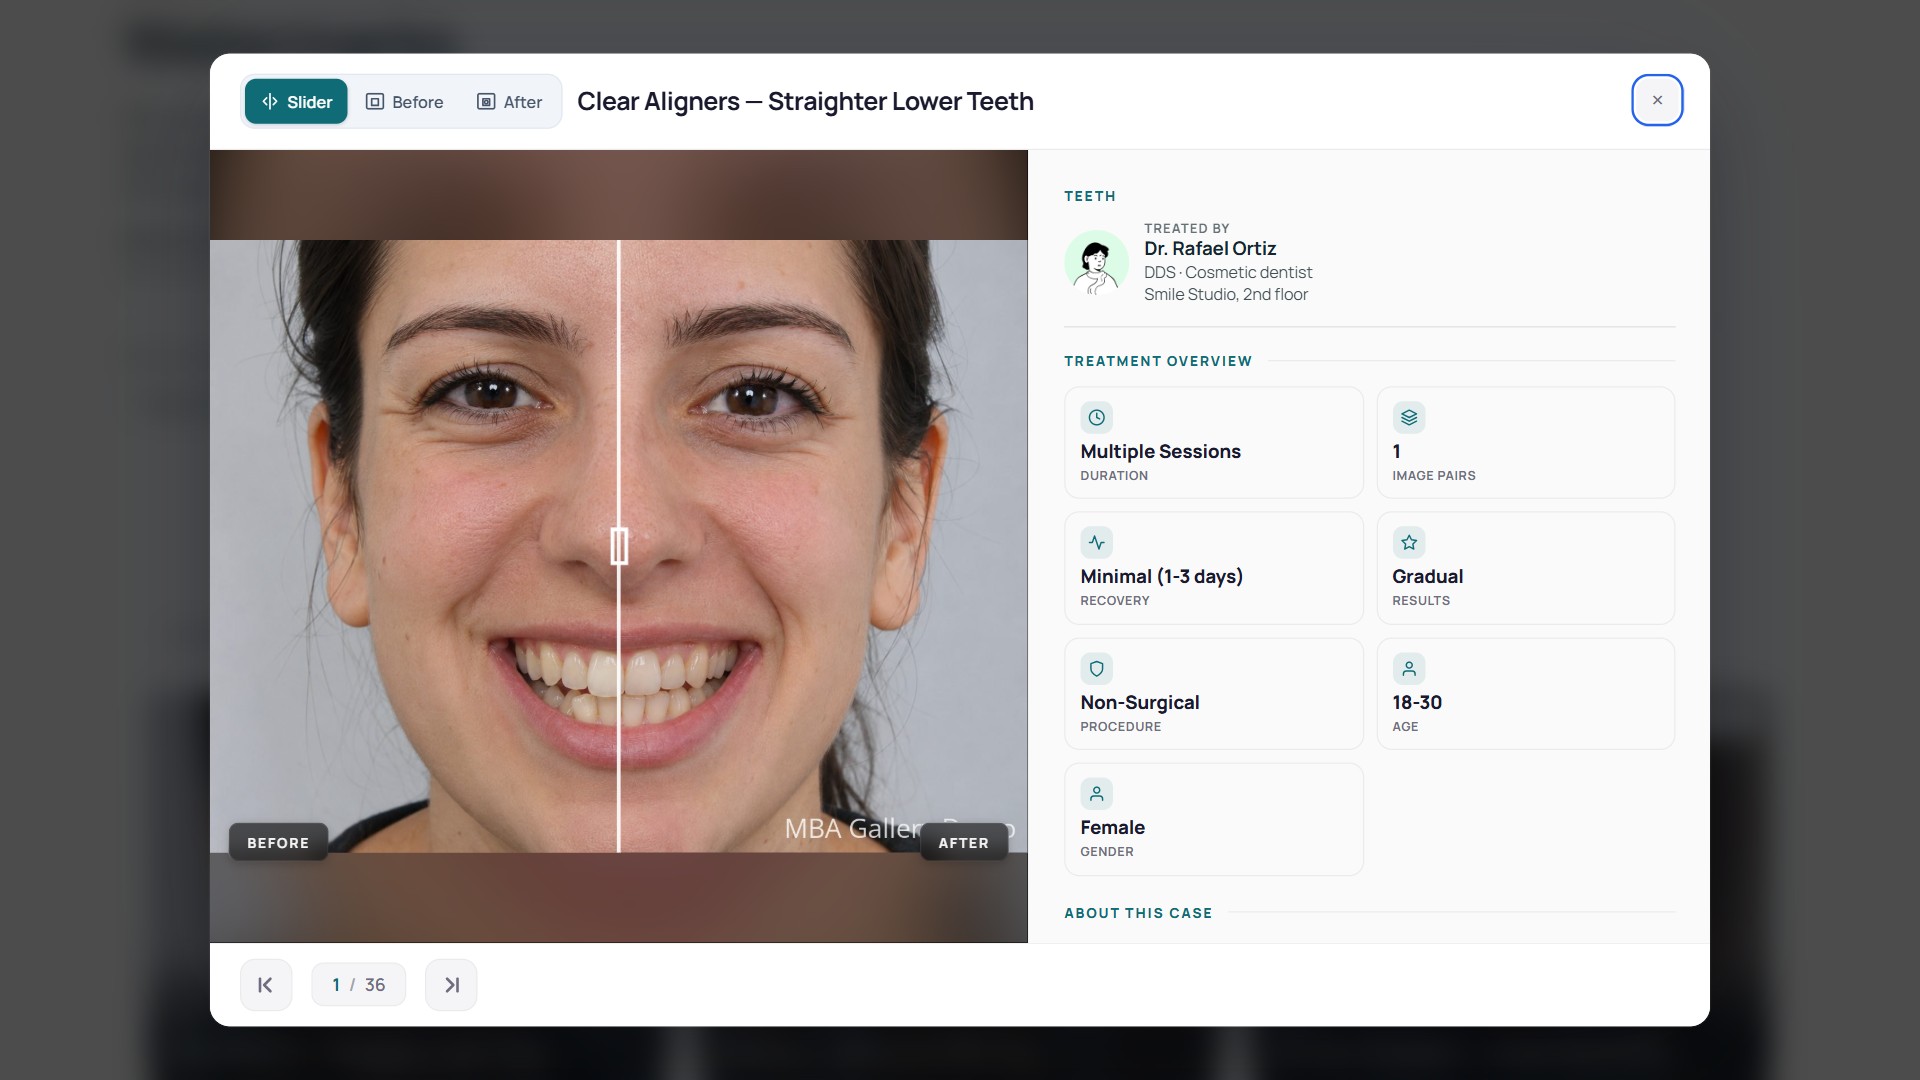 Slider
Before
After
Clear Aligners — Straighter Lower Teeth
TEETH
TREATED BY
Dr. Rafael Ortiz
DDS · Cosmetic dentist
Smile Studio, 2nd floor
TREATMENT OVERVIEW
Multiple Sessions
DURATION
1
IMAGE PAIRS
Minimal (1-3 days)
RECOVERY
Gradual
RESULTS
Non-Surgical
PROCEDURE
18-30
AGE
Female
GENDER
ABOUT THIS CASE
MBA Gallery
BEFORE
AFTER
1 / 36